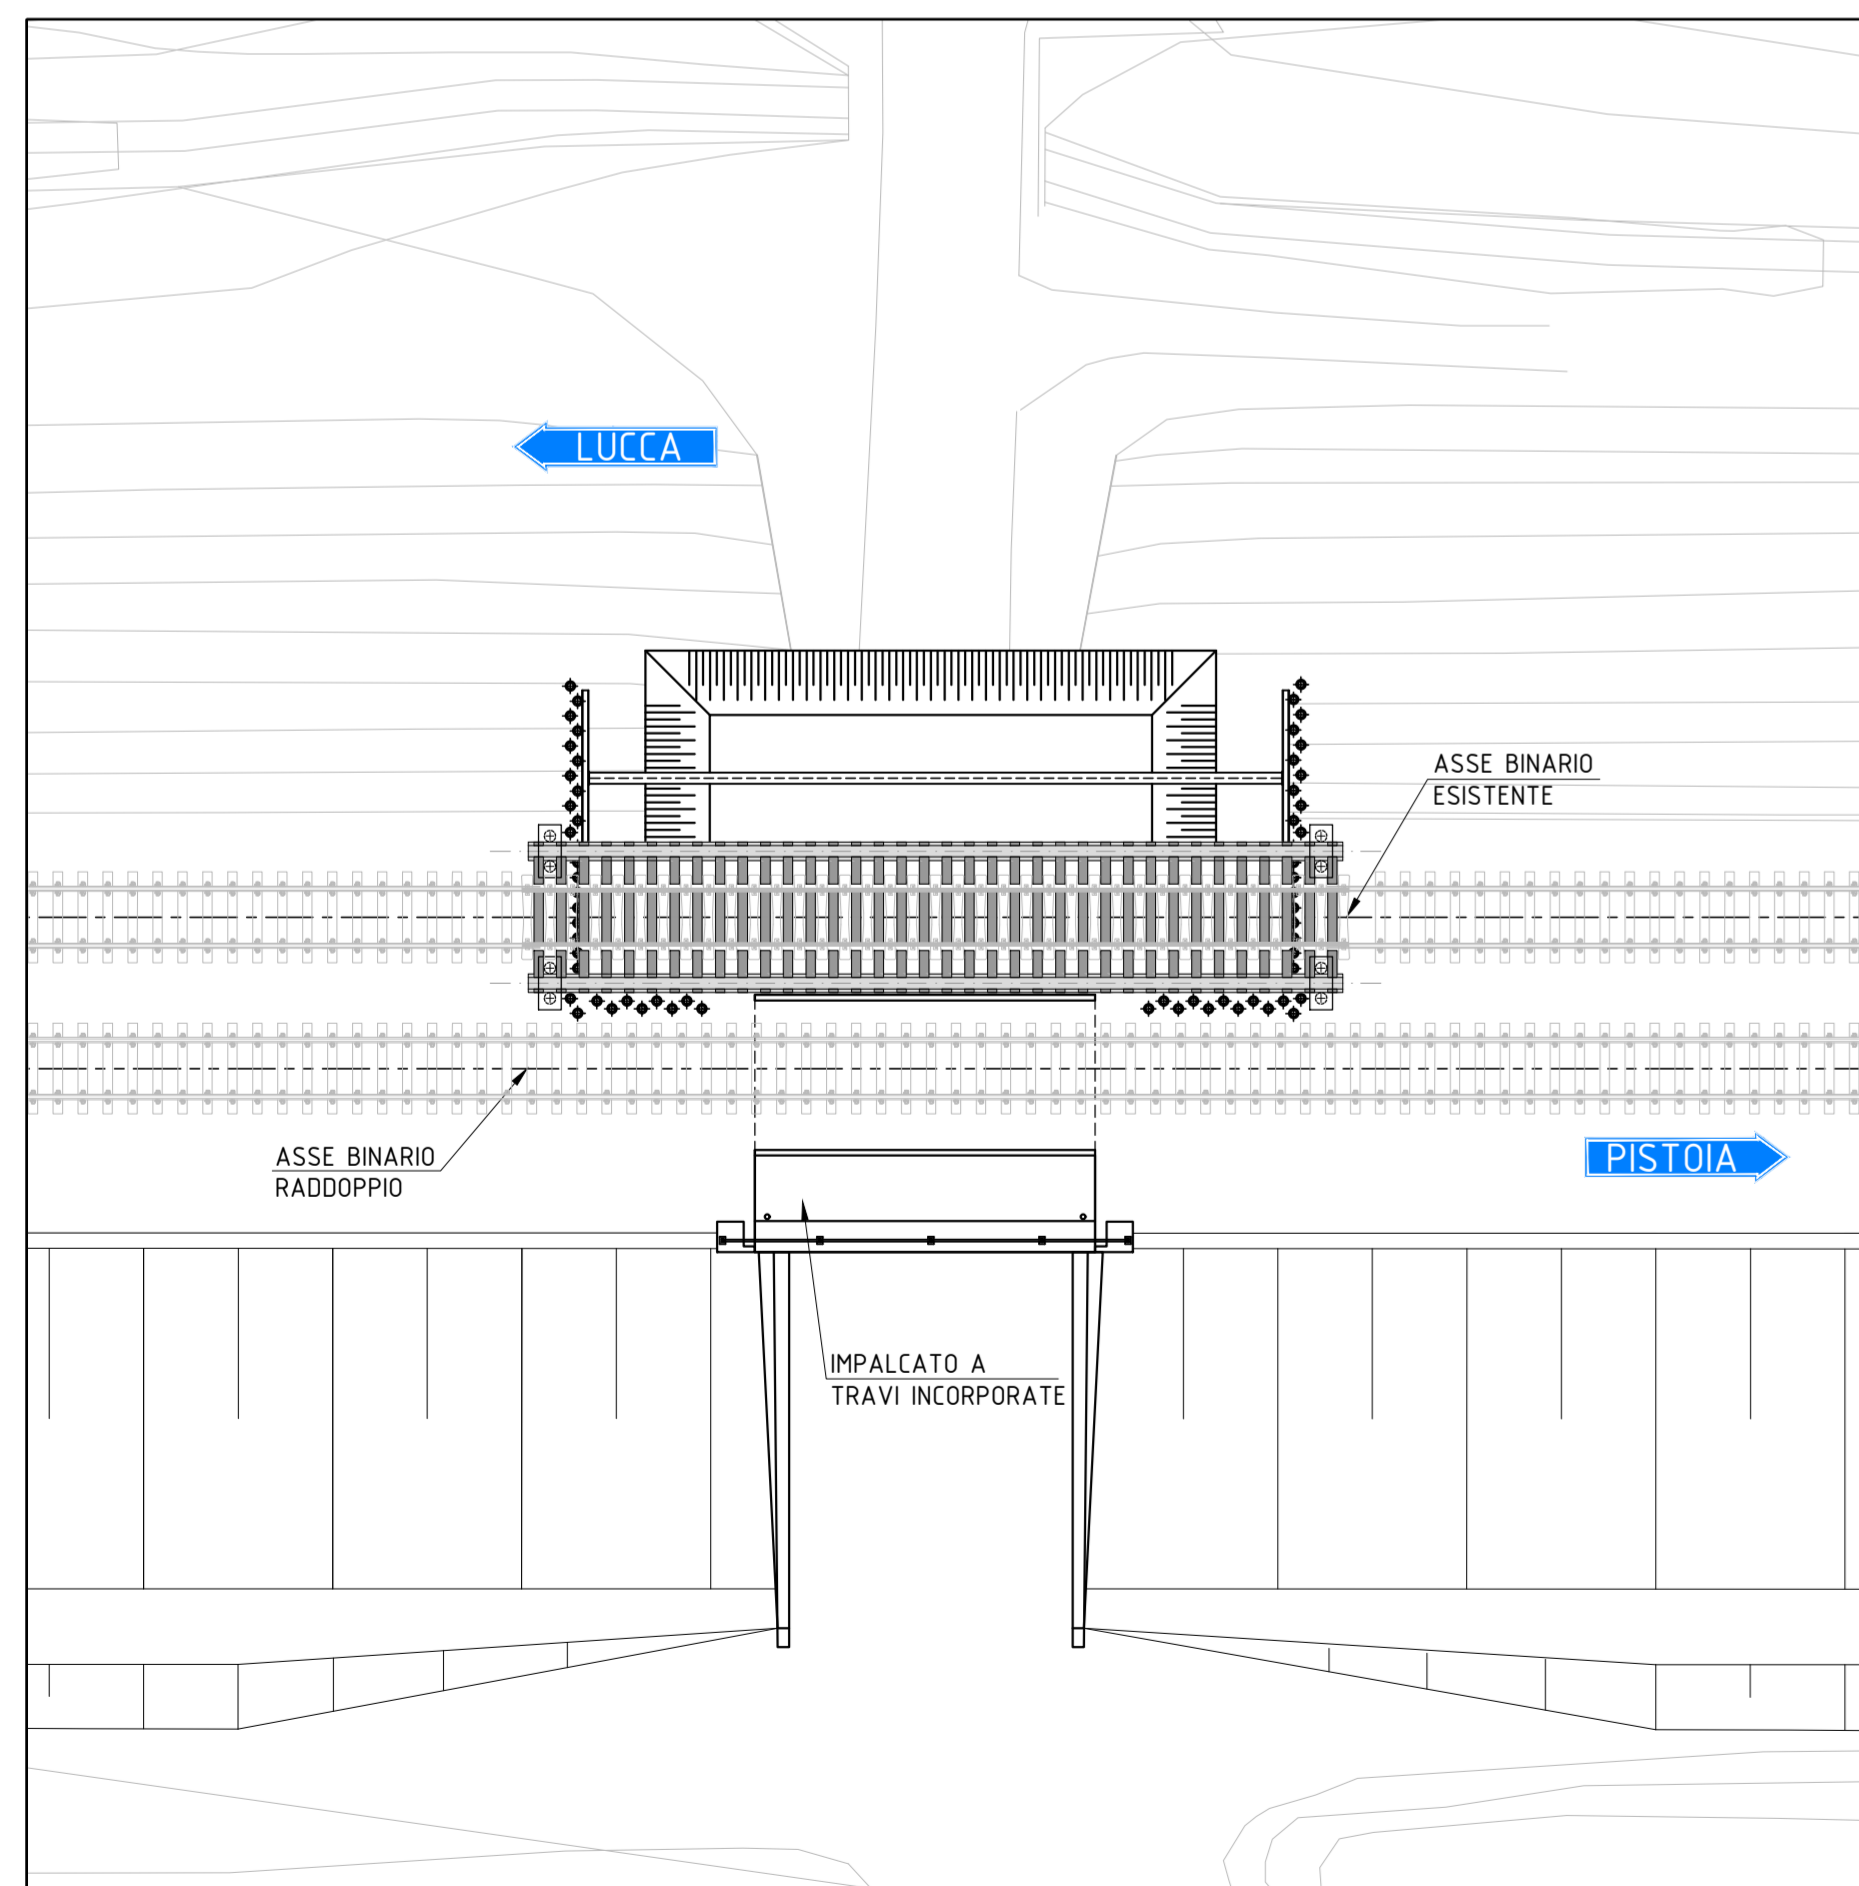 LUCCA
ASSE BINARIO
ESISTENTE
ASSE BINARIO
RADDOPPIO
PISTOIA
IMPALCATO A
TRAVI INCORPORATE